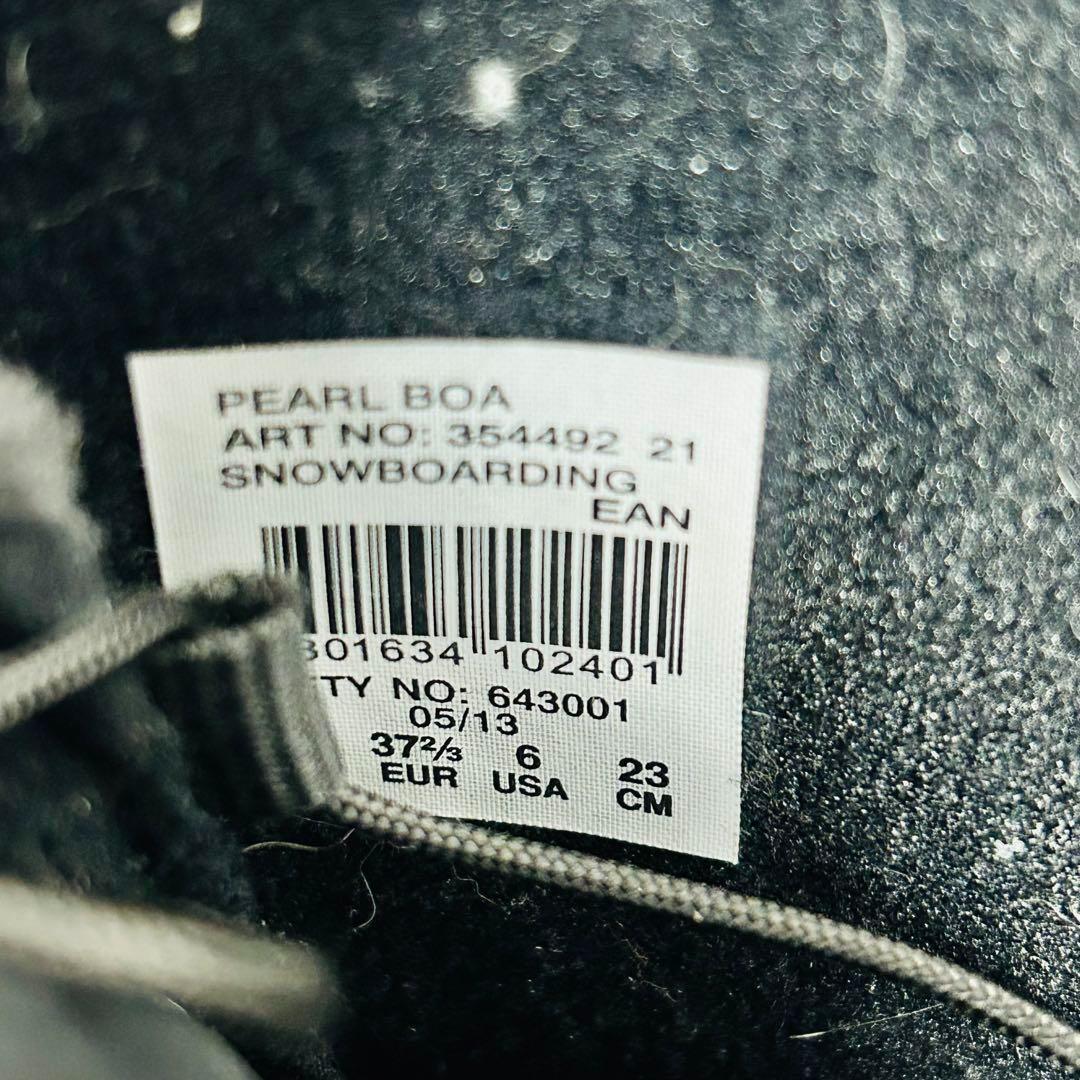 PEARL BOA
ART NO: 354492 21
SNOWBOARDING
EAN
301634 102401
TY NO: 643001
05/13
37⅔ 6 23
EUR USA CM